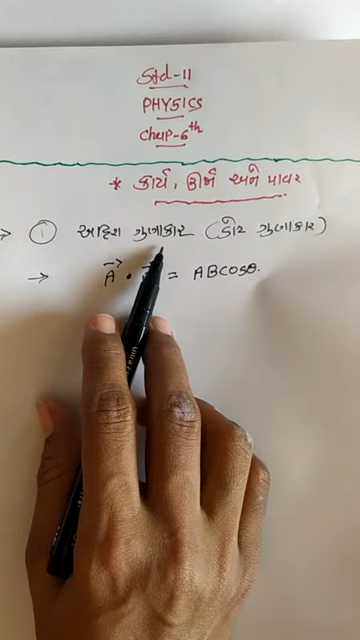 Std-11
PHYSICS
Chap-6th
* કાર્ય, ઊર્જા અને પાવર
→ ① અદિશ ગુણાકાર (ડોટ ગુણાકાર)
→ A⃗ · = ABCOSθ.